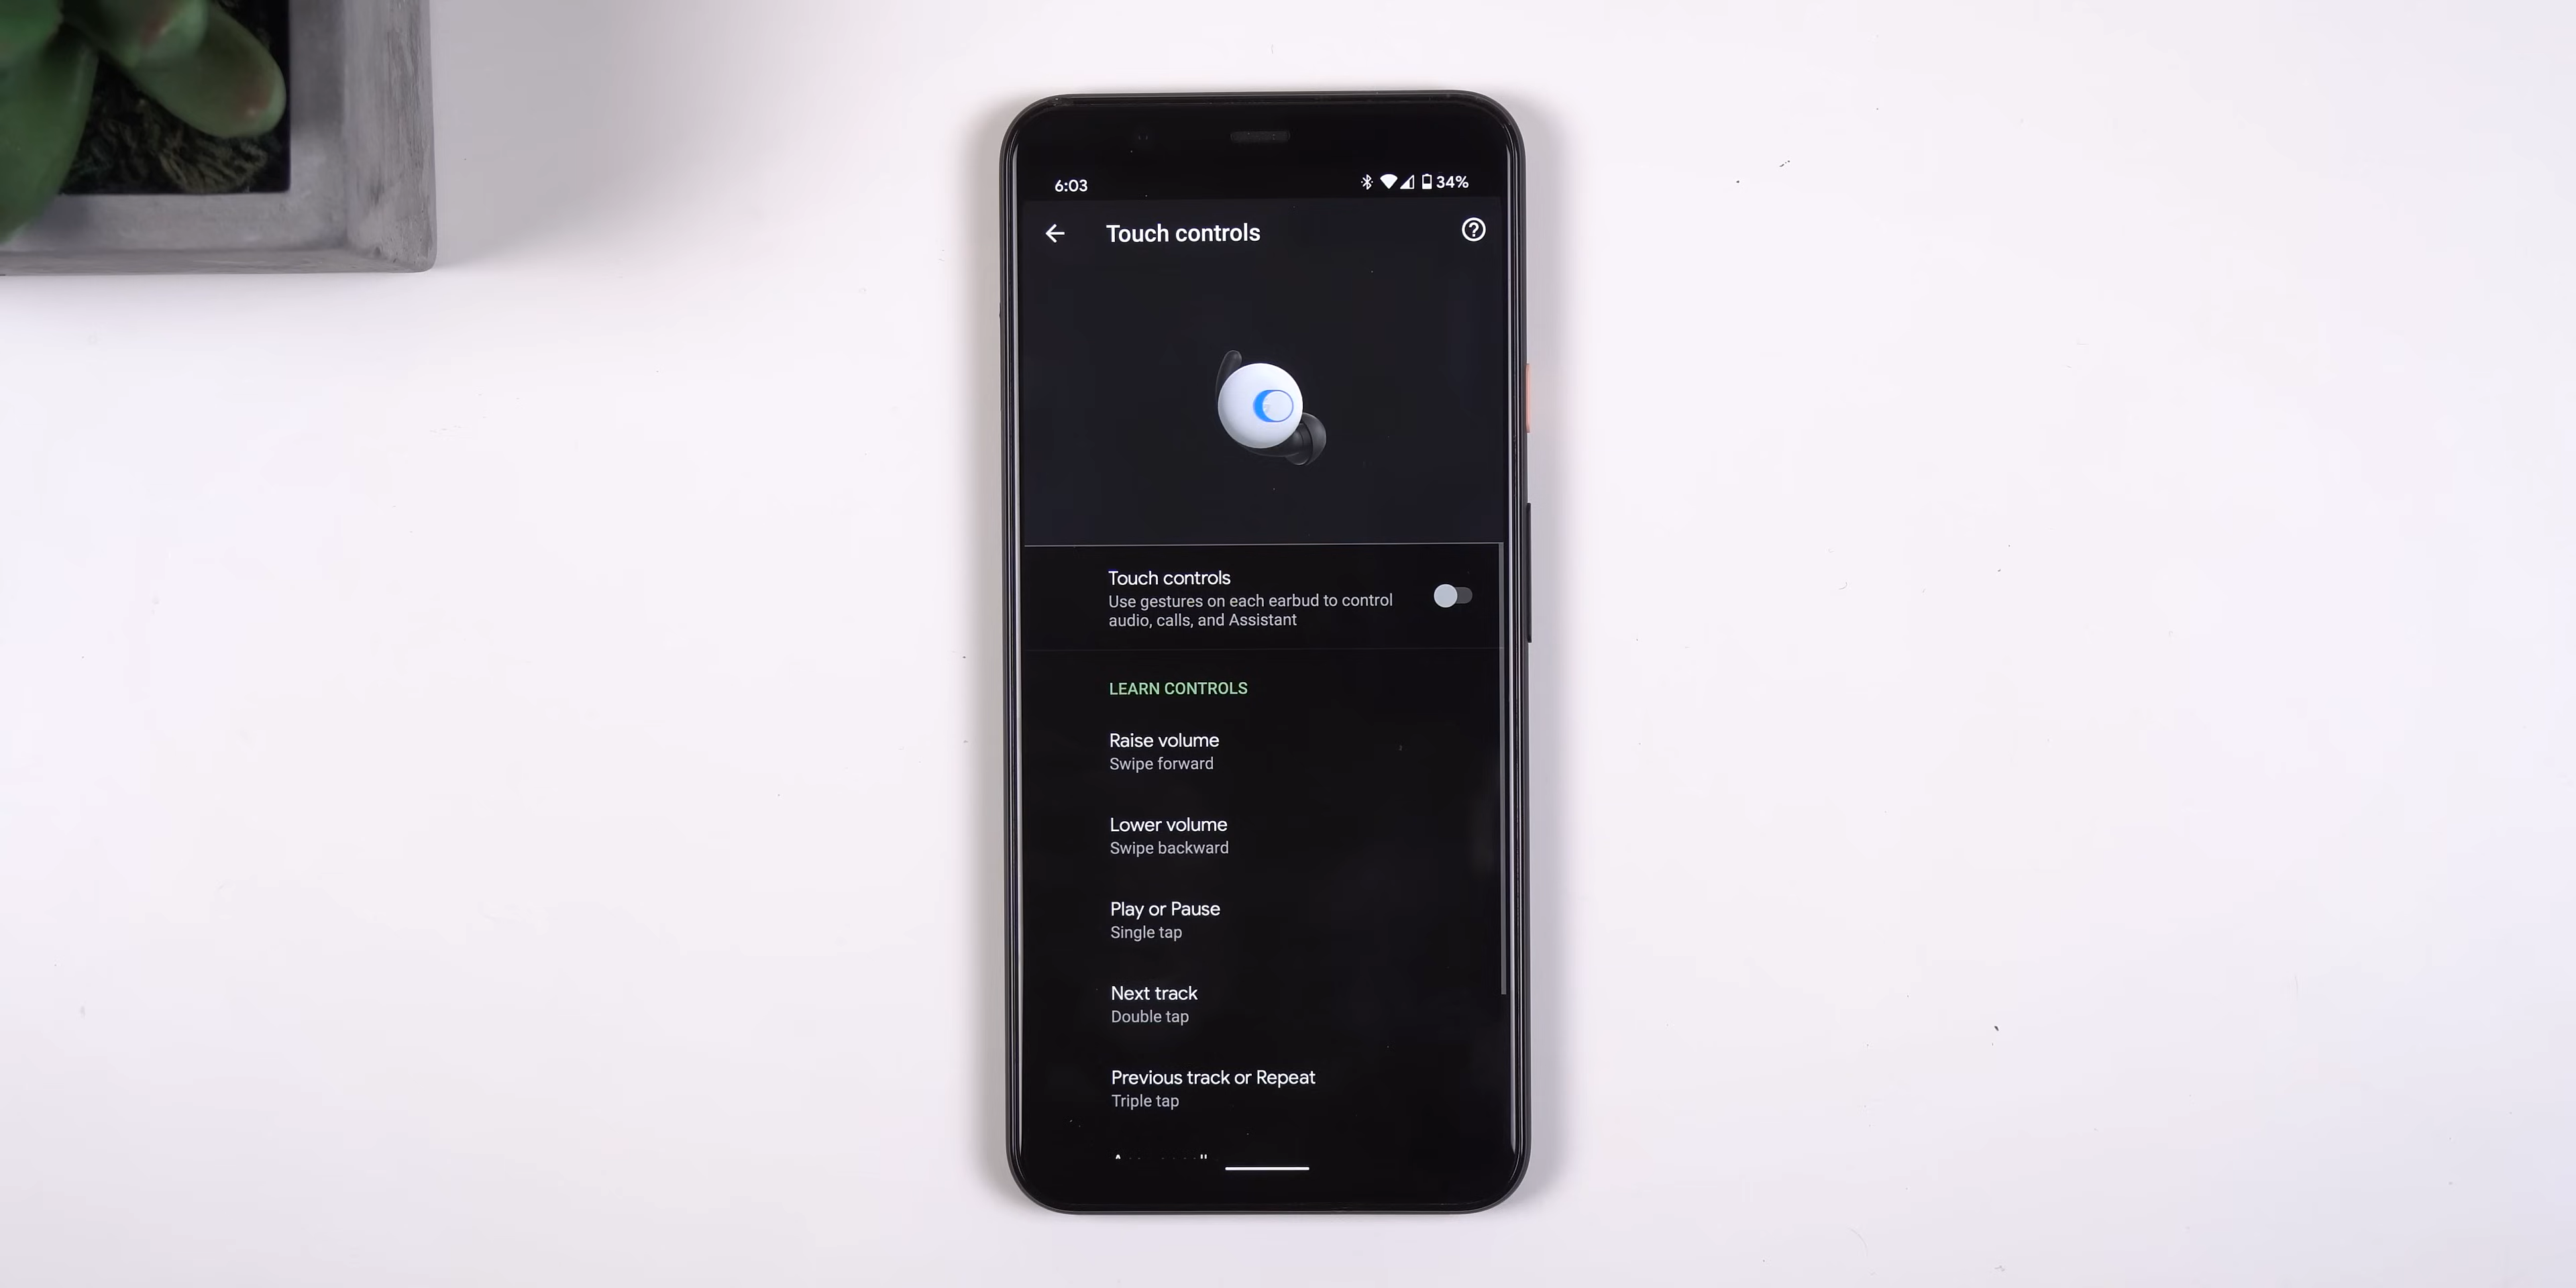 6:03
34%
Touch controls
Touch controls
Use gestures on each earbud to control
audio, calls, and Assistant
LEARN CONTROLS
Raise volume
Swipe forward
Lower volume
Swipe backward
Play or Pause
Single tap
Next track
Double tap
Previous track or Repeat
Triple tap